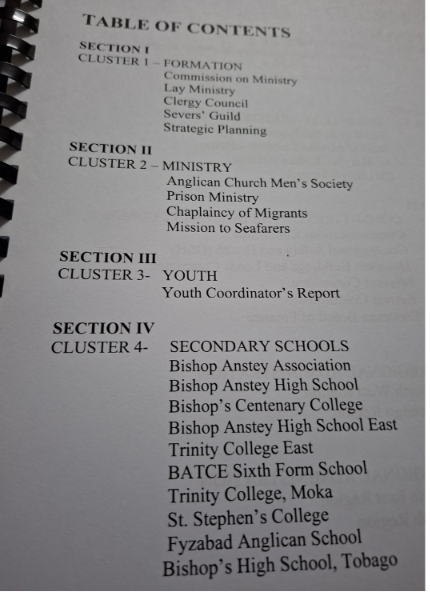 TABLE OF CONTENTS
SECTION I
CLUSTER 1 – FORMATION
Commission on Ministry
Lay Ministry
Clergy Council
Severs' Guild
Strategic Planning
SECTION II
CLUSTER 2 – MINISTRY
Anglican Church Men's Society
Prison Ministry
Chaplaincy of Migrants
Mission to Seafarers
SECTION III
CLUSTER 3- YOUTH
Youth Coordinator's Report
SECTION IV
CLUSTER 4- SECONDARY SCHOOLS
Bishop Anstey Association
Bishop Anstey High School
Bishop's Centenary College
Bishop Anstey High School East
Trinity College East
BATCE Sixth Form School
Trinity College, Moka
St. Stephen's College
Fyzabad Anglican School
Bishop's High School, Tobago